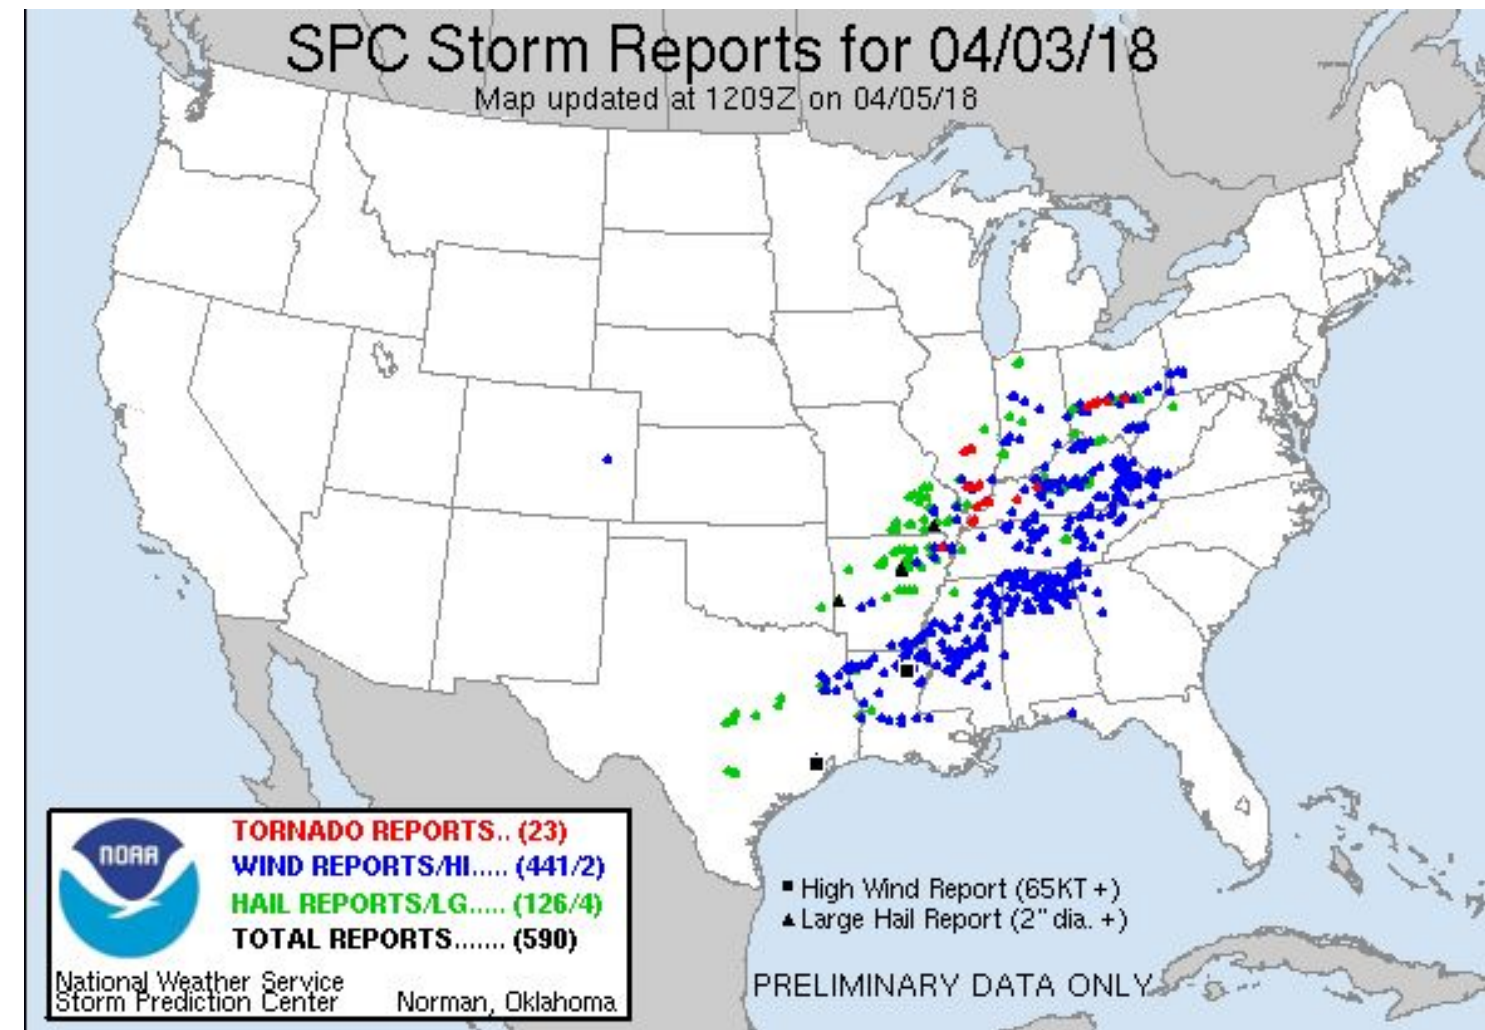 SPC Storm Reports for 04/03/18
Map updated at 1209Z on 04/05/18
NOAA
TORNADO REPORTS.. (23)
WIND REPORTS/HI..... (441/2)
HAIL REPORTS/LG..... (126/4)
TOTAL REPORTS....... (590)
National Weather Service
Storm Prediction Center Norman, Oklahoma
■ High Wind Report (65KT +)
▲ Large Hail Report (2" dia. +)
PRELIMINARY DATA ONLY